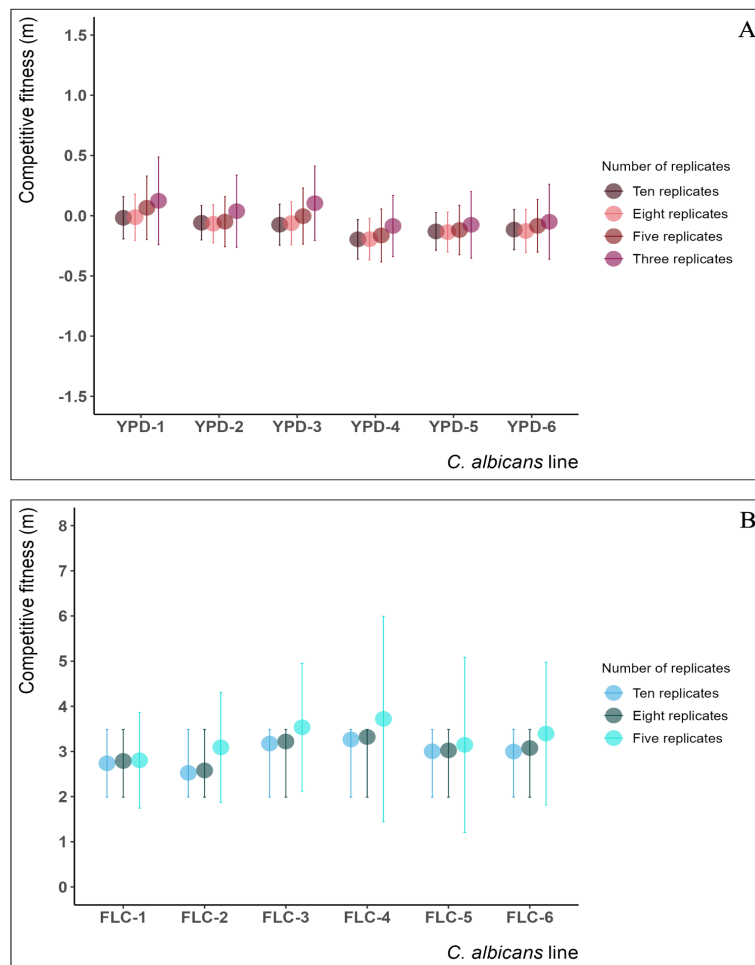 A
Competitive fitness (m)
1.5
1.0
0.5
0.0
-0.5
-1.0
-1.5
YPD-1 YPD-2 YPD-3 YPD-4 YPD-5 YPD-6
C. albicans line
Number of replicates
Ten replicates
Eight replicates
Five replicates
Three replicates
B
Competitive fitness (m)
8
7
6
5
4
3
2
1
0
FLC-1 FLC-2 FLC-3 FLC-4 FLC-5 FLC-6
C. albicans line
Number of replicates
Ten replicates
Eight replicates
Five replicates